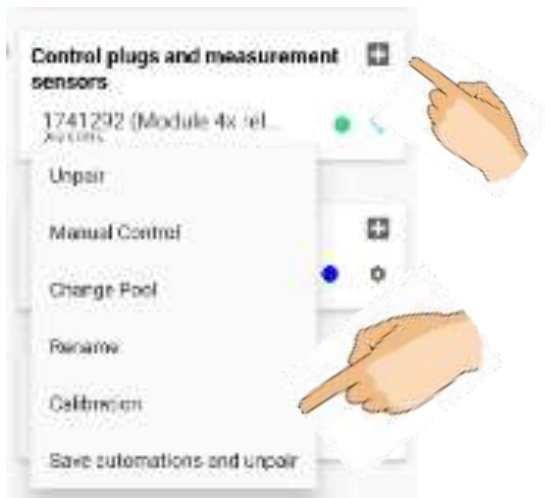 Control plugs and measurement
sensors
1741292 (Module 4x rel...
Unpair
Manual Control
Change Pool
Rename
Calibration
Save automations and unpair